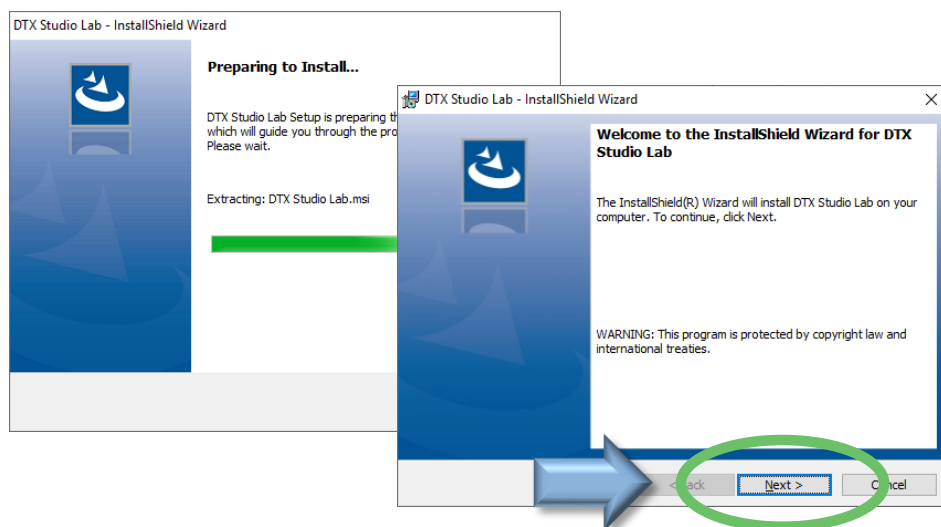 DTX Studio Lab - InstallShield Wizard
Preparing to Install...
DTX Studio Lab Setup is preparing
which will guide you through the
Please wait.
Extracting: DTX Studio Lab.msi
DTX Studio Lab - InstallShield Wizard
Welcome to the InstallShield Wizard for DTX
Studio Lab
The InstallShield(R) Wizard will install DTX Studio Lab on your
computer. To continue, click Next.
WARNING: This program is protected by copyright law and
international treaties.
Next >